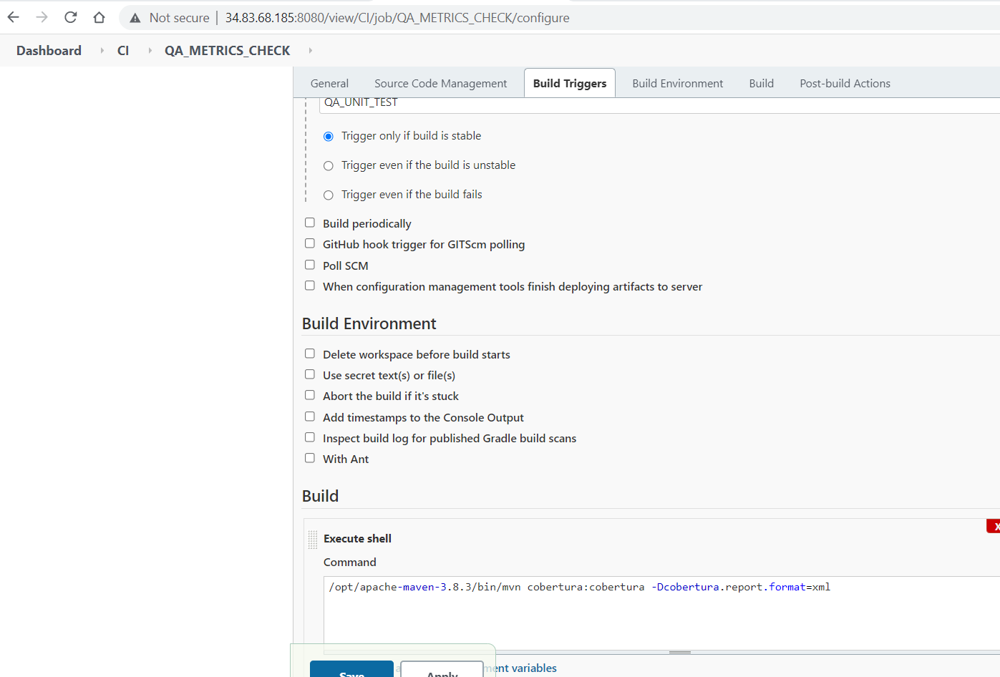 Not secure | 34.83.68.185:8080/view/CI/job/QA_METRICS_CHECK/configure
Dashboard CI QA_METRICS_CHECK
General Source Code Management Build Triggers Build Environment Build Post-build Actions
QA_UNIT_TEST
Trigger only if build is stable
Trigger even if the build is unstable
Trigger even if the build fails
Build periodically
GitHub hook trigger for GITScm polling
Poll SCM
When configuration management tools finish deploying artifacts to server
Build Environment
Delete workspace before build starts
Use secret text(s) or file(s)
Abort the build if it's stuck
Add timestamps to the Console Output
Inspect build log for published Gradle build scans
With Ant
Build
X
Execute shell
Command
/opt/apache-maven-3.8.3/bin/mvn cobertura:cobertura -Dcobertura.report.format=xml
Save Apply variables